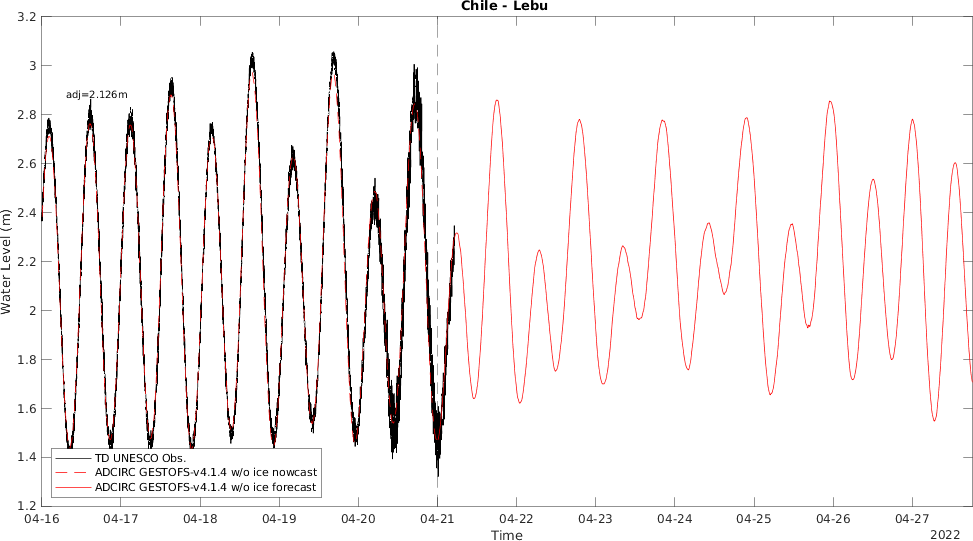 Chile - Lebu
3.2
3
2.8
2.6
2.4
2.2
2
1.8
1.6
1.4
1.2
Water Level (m)
adj=2.126m
TD UNESCO Obs.
ADCIRC GESTOFS-v4.1.4 w/o ice nowcast
ADCIRC GESTOFS-v4.1.4 w/o ice forecast
04-16 04-17 04-18 04-19 04-20 04-21 04-22 04-23 04-24 04-25 04-26 04-27
Time
2022